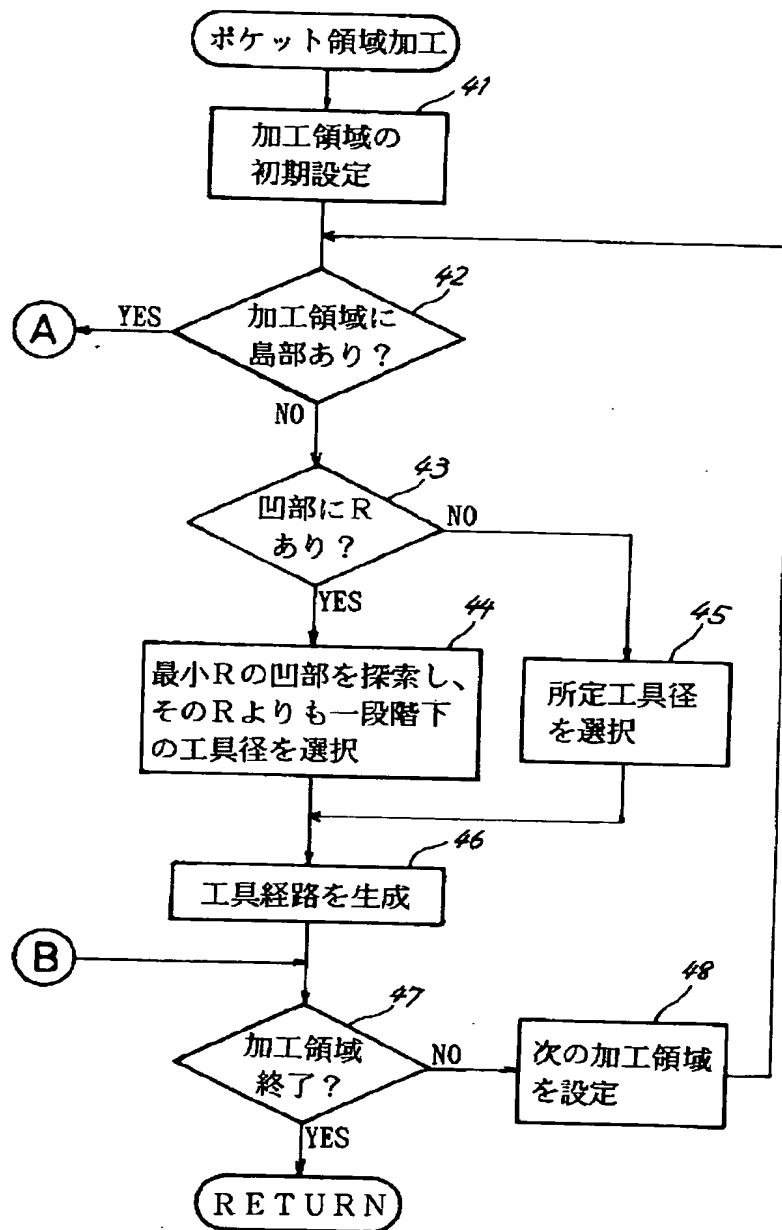 ポケット領域加工
41
加工領域の
初期設定
42
加工領域に
島部あり?
YES
A
NO
43
凹部にR
あり?
NO
YES
44
最小Rの凹部を探索し、
そのRよりも一段階下
の工具径を選択
45
所定工具径
を選択
46
工具経路を生成
B
47
加工領域
終了?
NO
48
次の加工領域
を設定
YES
RETURN